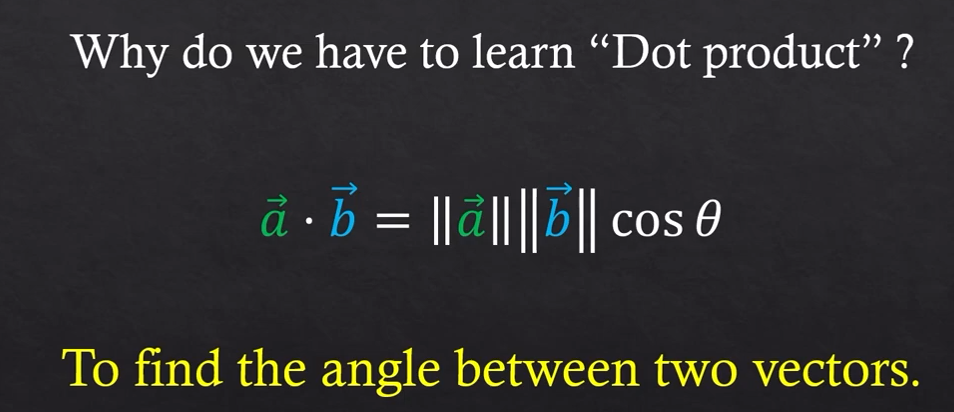 Why do we have to learn “Dot product” ?
$\vec{a} \cdot \vec{b} = \|\vec{a}\| \|\vec{b}\| \cos \theta$
To find the angle between two vectors.